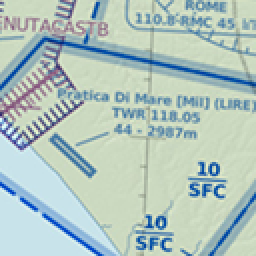 ROME
110.8 RMC 45
NUTACASTB
Pratica Di Mare [Mil] (LIRE)
TWR 118.05
44 - 2987m
10
SFC
10
SFC